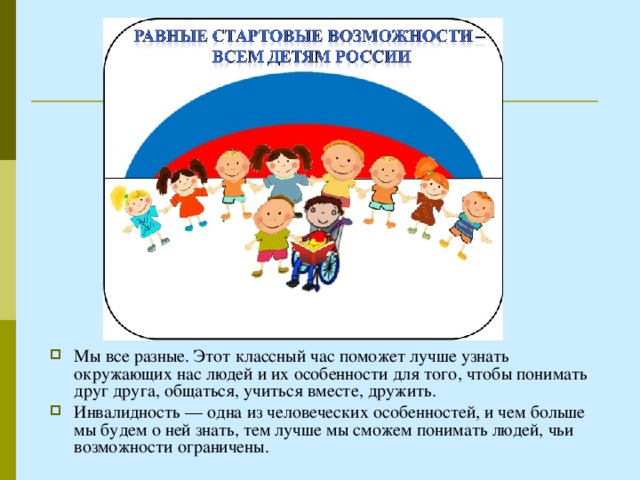 РАВНЫЕ СТАРТОВЫЕ ВОЗМОЖНОСТИ –
ВСЕМ ДЕТЯМ РОССИИ
Мы все разные. Этот классный час поможет лучше узнать
окружающих нас людей и их особенности для того, чтобы понимать
друг друга, общаться, учиться вместе, дружить.
Инвалидность — одна из человеческих особенностей, и чем больше
мы будем о ней знать, тем лучше мы сможем понимать людей, чьи
возможности ограничены.